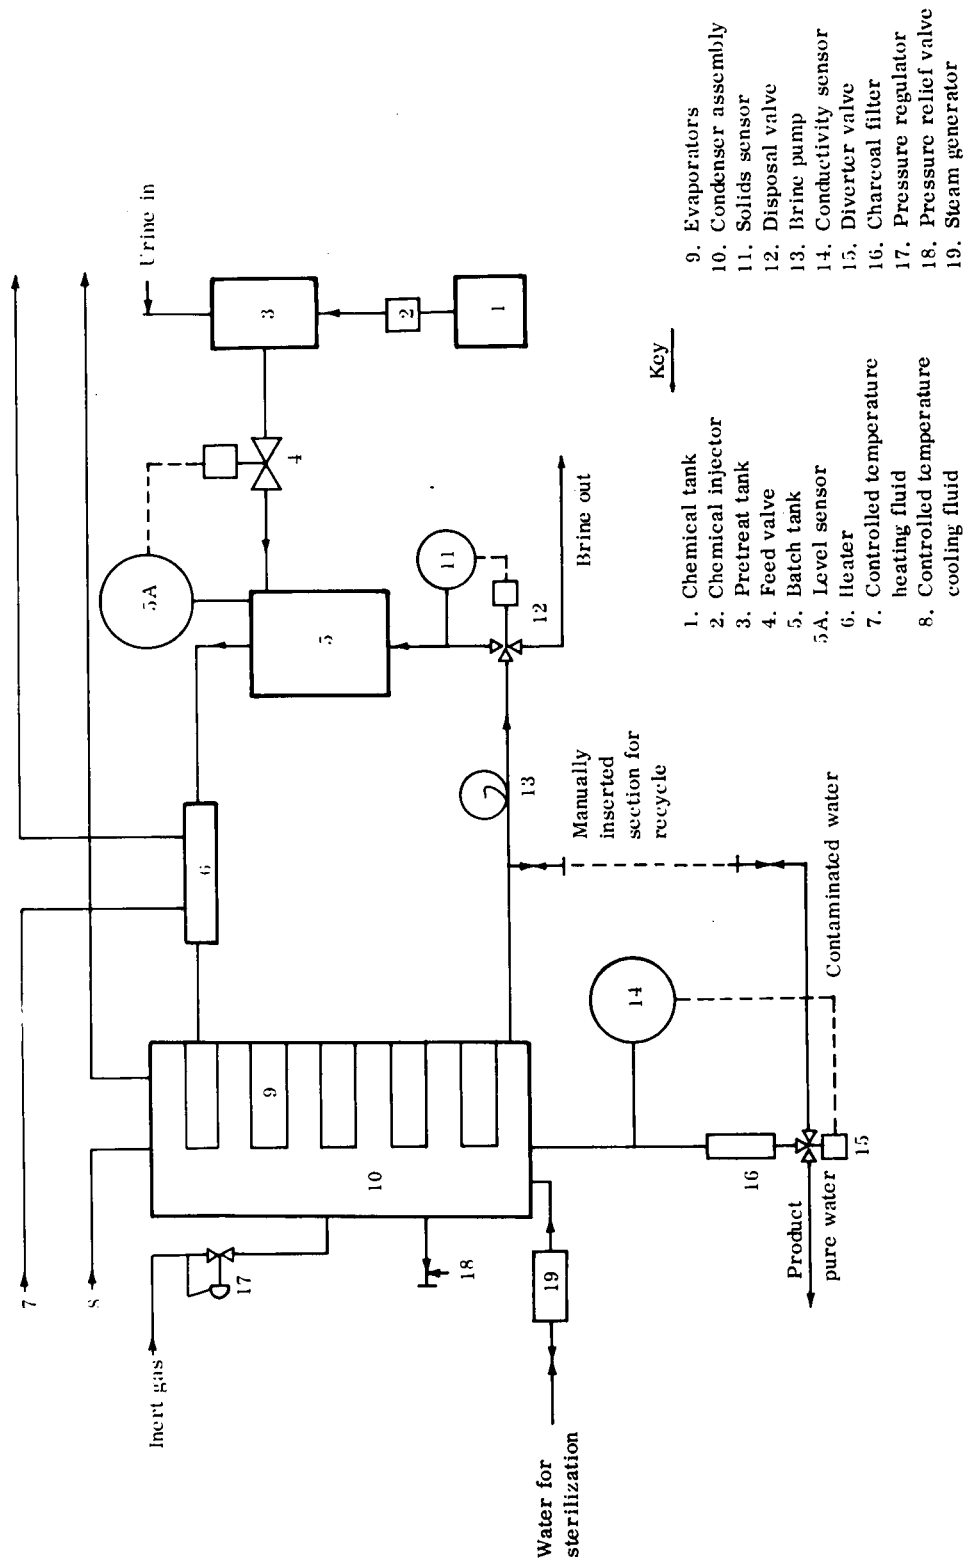 Urine in
3
2
1
4
5A
5
11
12
Brine out
6
13
Manually
inserted
section for
recycle
7
8
9
10
14
Contaminated water
15
16
Product
pure water
17
18
19
Inert gas
Water for
sterilization
Key
1. Chemical tank
2. Chemical injector
3. Pretreat tank
4. Feed valve
5. Batch tank
5A. Level sensor
6. Heater
7. Controlled temperature
heating fluid
8. Controlled temperature
cooling fluid
9. Evaporators
10. Condenser assembly
11. Solids sensor
12. Disposal valve
13. Brine pump
14. Conductivity sensor
15. Diverter valve
16. Charcoal filter
17. Pressure regulator
18. Pressure relief valve
19. Steam generator